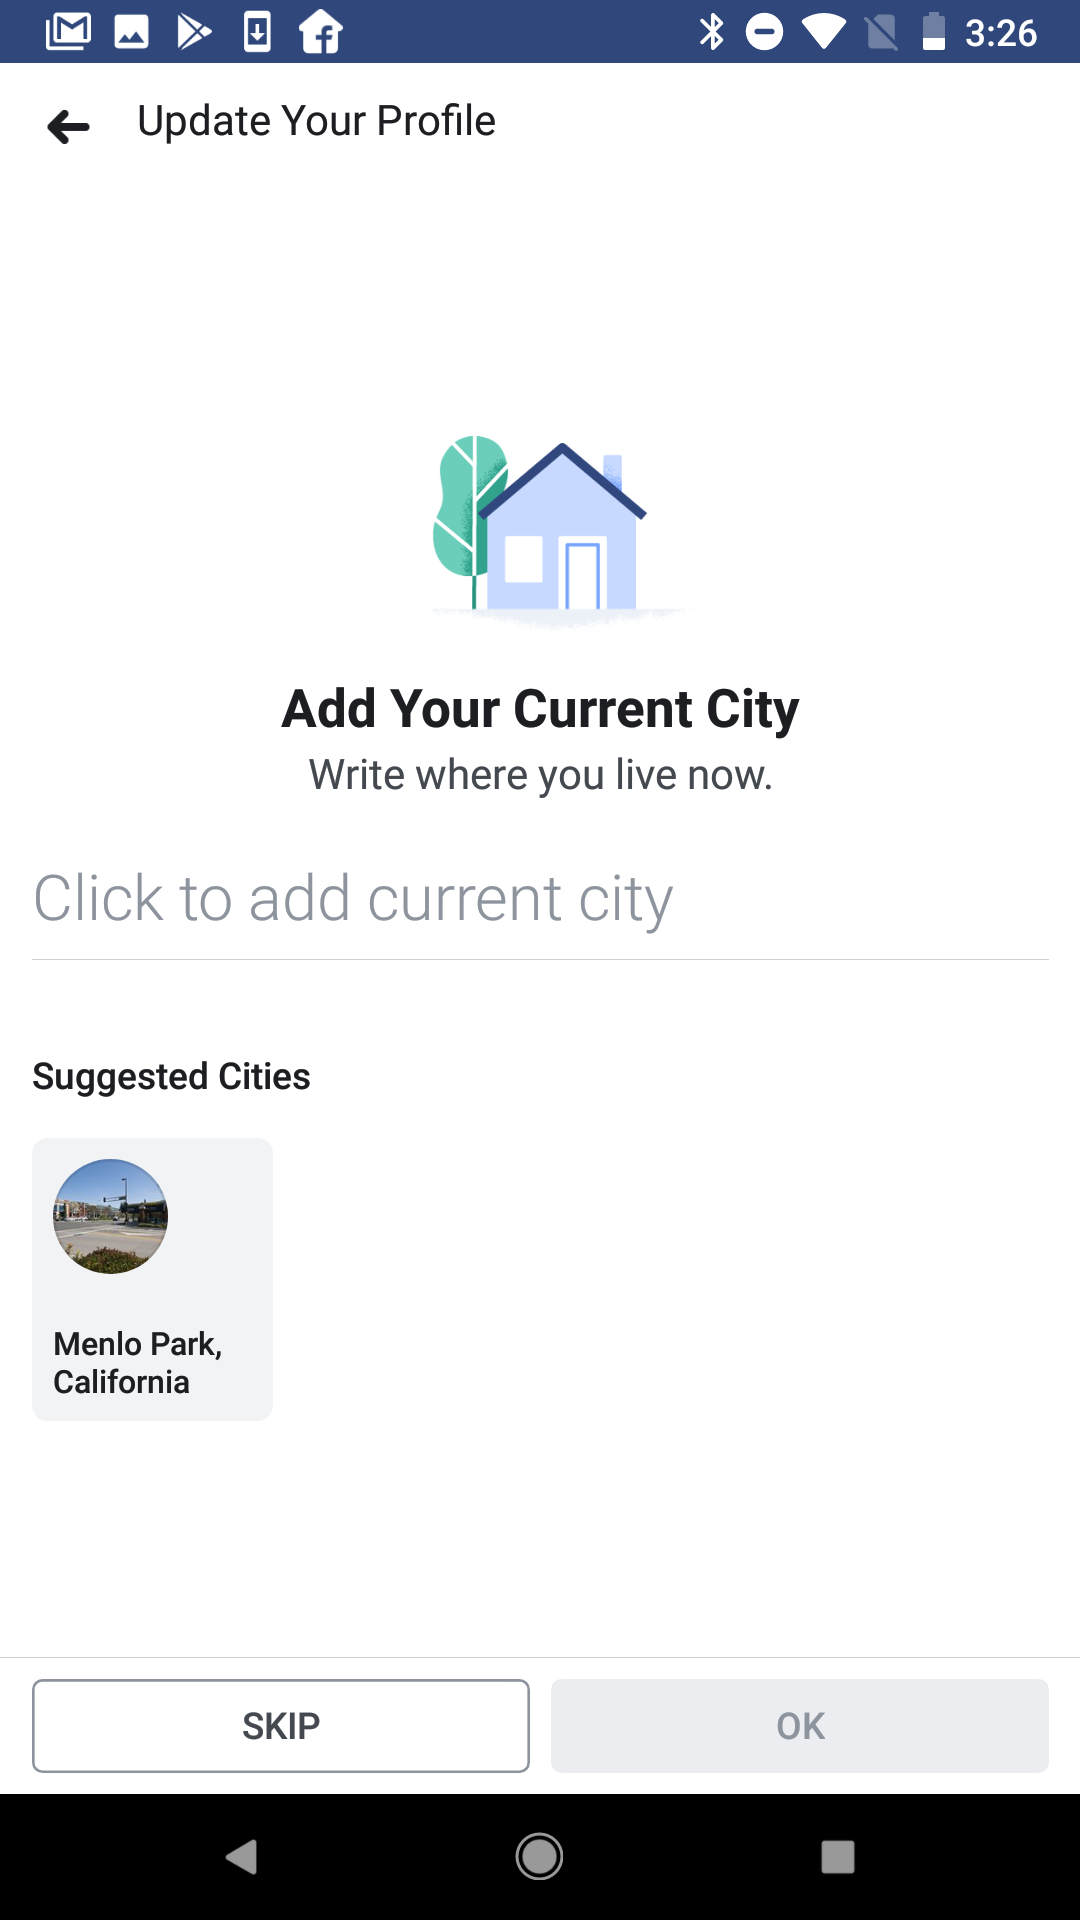 3:26
Update Your Profile
Add Your Current City
Write where you live now.
Click to add current city
Suggested Cities
Menlo Park,
California
SKIP
OK